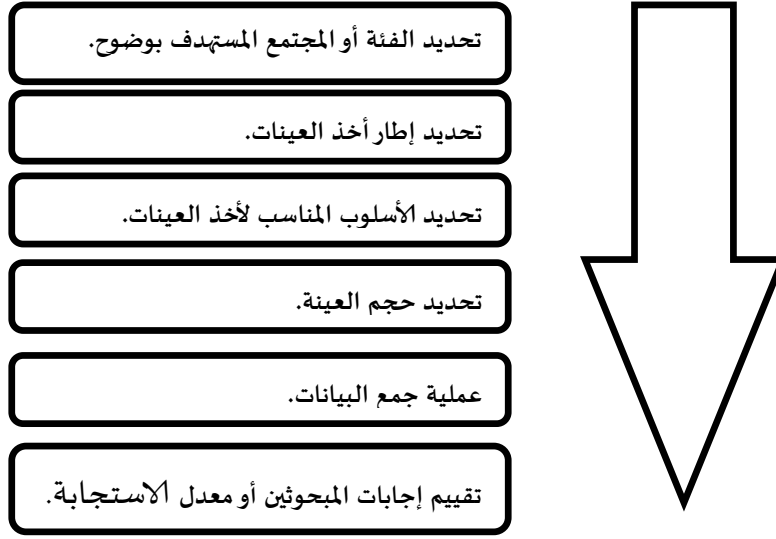 تحديد الفئة أو المجتمع المستهدف بوضوح.
تحديد إطار أخذ العينات.
تحديد الأسلوب المناسب لأخذ العينات.
تحديد حجم العينة.
عملية جمع البيانات.
تقييم إجابات المبحوثين أو معدل الاستجابة.